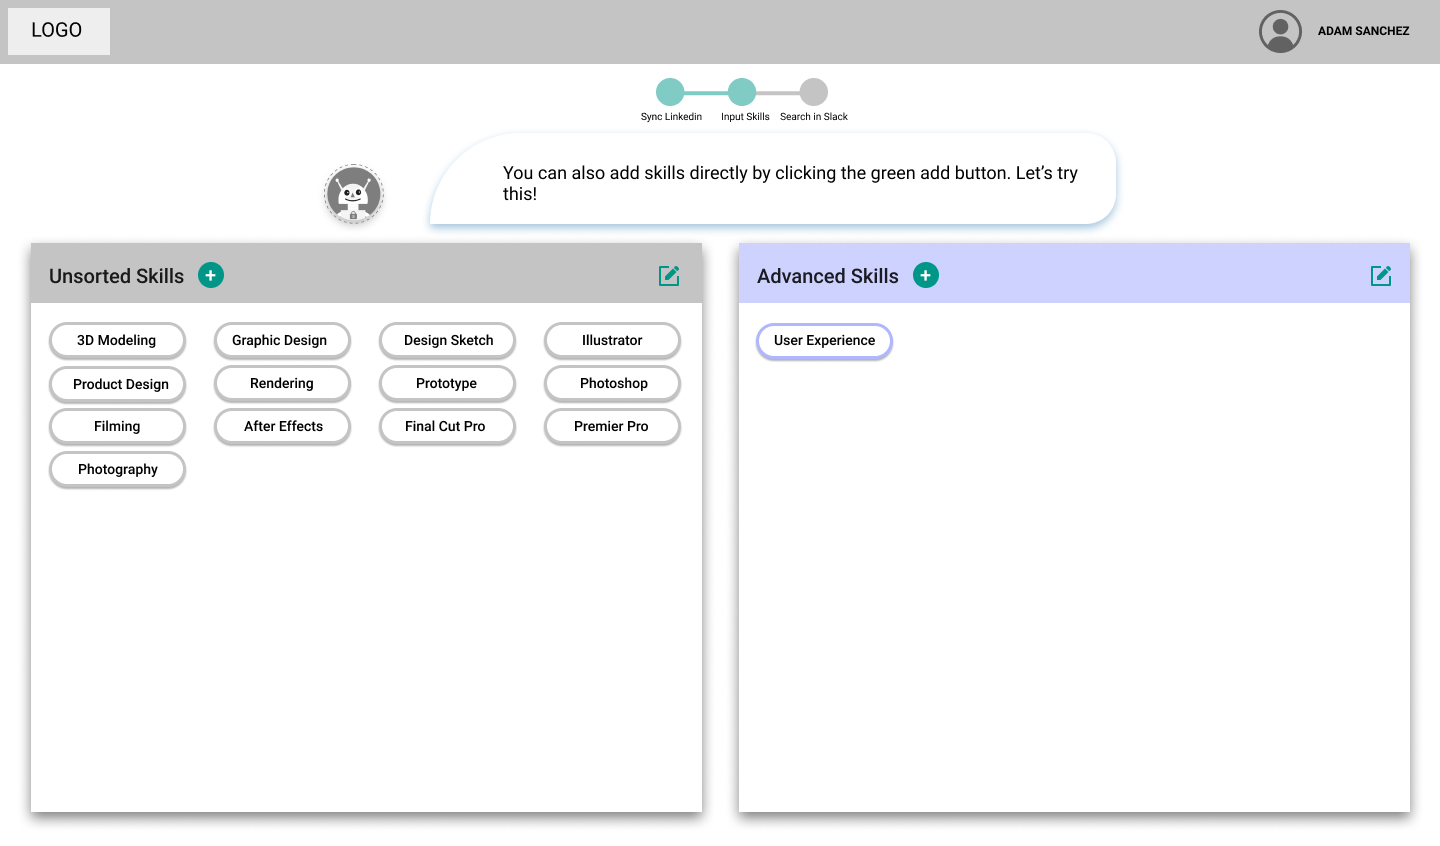 LOGO
ADAM SANCHEZ
Sync Linkedin
Input Skills
Search in Slack
You can also add skills directly by clicking the green add button. Let’s try
this!
Unsorted Skills
Advanced Skills
3D Modeling
Graphic Design
Design Sketch
Illustrator
User Experience
Product Design
Rendering
Prototype
Photoshop
Filming
After Effects
Final Cut Pro
Premier Pro
Photography